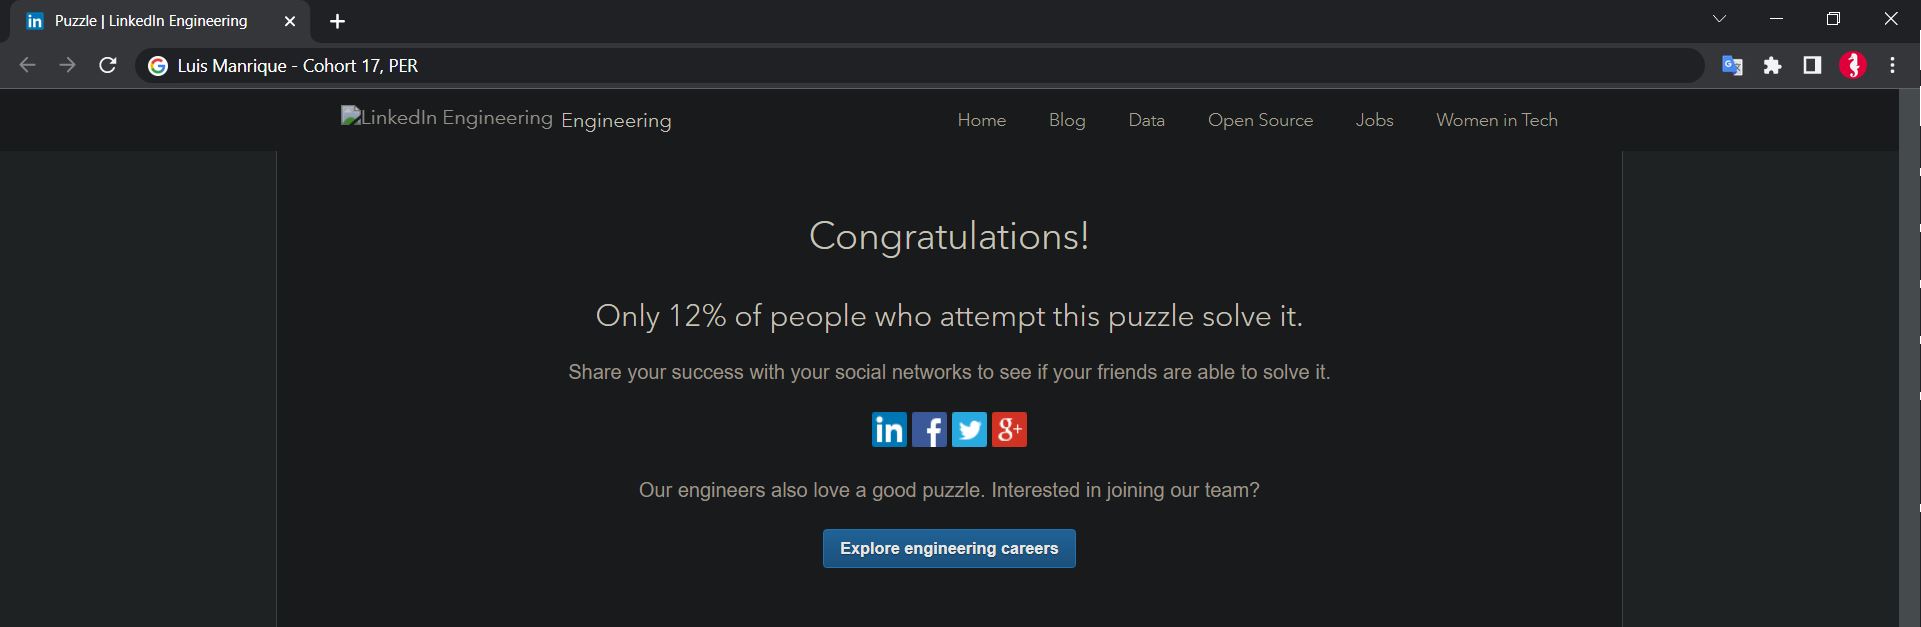 Puzzle | LinkedIn Engineering
Luis Manrique - Cohort 17, PER
LinkedIn Engineering Engineering Home Blog Data Open Source Jobs Women in Tech
Congratulations!
Only 12% of people who attempt this puzzle solve it.
Share your success with your social networks to see if your friends are able to solve it.
Our engineers also love a good puzzle. Interested in joining our team?
Explore engineering careers